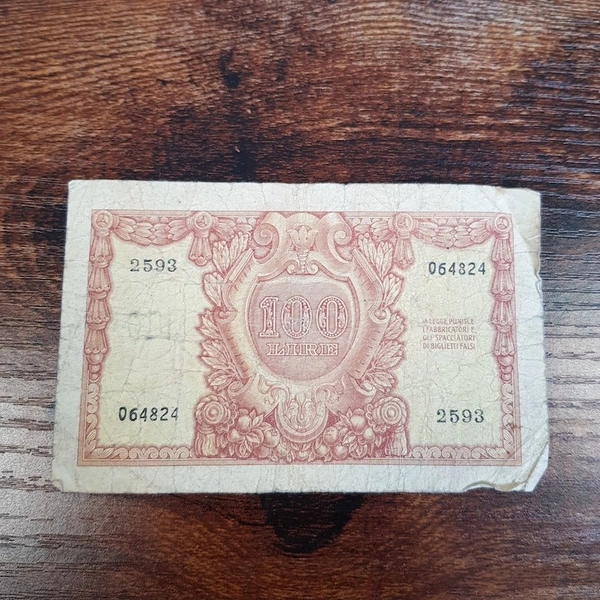 2593
064824
100
LIRE
LA LEGGE PUNISCE
I FABBRICATORI E
GLI SPACCIATORI
DI BIGLIETTI FALSI
064824
2593